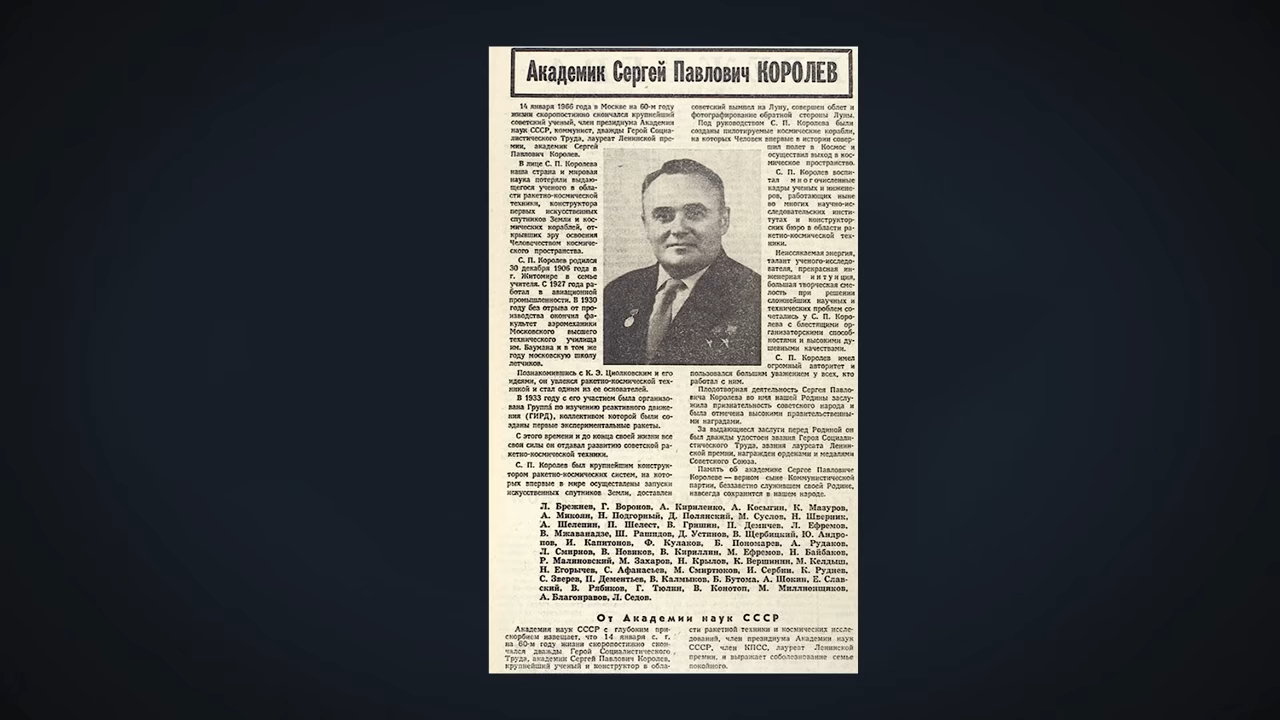 Академик Сергей Павлович КОРОЛЕВ
14 января 1966 года в Москве на 60-м году
жизни скоропостижно скончался крупнейший
советский ученый, член президиума Академии
наук СССР, коммунист, дважды Герой Социа-
листического Труда, лауреат Ленинской пре-
мии, академик Сергей
Павлович Королев.
В лице С. П. Королева
наша страна и мировая
наука потеряли выдаю-
щегося ученого в обла-
сти ракетно-космической
техники, конструктора
первых искусственных
спутников Земли и кос-
мических кораблей, от-
крывших эру освоения
Человечеством космиче-
ского пространства.
С. П. Королев родился
30 декабря 1906 года в
г. Житомире в семье
учителя. С 1927 года ра-
ботал в авиационной
промышленности. В 1930
году без отрыва от про-
изводства окончил фа-
культет аэромеханики
Московского высшего
технического училища
им. Баумана и в том же
году московскую школу
летчиков.
Познакомившись с К. Э. Циолковским и его
идеями, он увлекся ракетно-космической тех-
никой и стал одним из ее основателей.
В 1933 году с его участием была организо-
вана Группа по изучению реактивного движе-
ния (ГИРД), коллективом которой были со-
зданы первые экспериментальные ракеты.
С этого времени и до конца своей жизни все
свои силы он отдавал развитию советской ра-
кетно-космической техники.
С. П. Королев был крупнейшим конструк-
тором ракетно-космических систем, на кото-
рых впервые в мире осуществлены запуски
искусственных спутников Земли, доставлен
советский вымпел на Луну, совершен облет и
фотографирование обратной стороны Луны.
Под руководством С. П. Королева были
созданы пилотируемые космические корабли,
на которых Человек впервые в истории совер-
шил полет в Космос и
осуществил выход в кос-
мическое пространство.
С. П. Королев воспи-
тал многочисленные
кадры ученых и инжене-
ров, работающих ныне
во многих научно-ис-
следовательских инсти-
тутах и конструктор-
ских бюро в области ра-
кетно-космической тех-
ники.
Неиссякаемая энергия,
талант ученого-исследо-
вателя, прекрасная ин-
женерная интуиция,
большая творческая сме-
лость при решении
сложнейших научных и
технических проблем со-
четались у С. П. Коро-
лева с блестящими ор-
ганизаторскими способ-
ностями и высокими ду-
шевными качествами.
С. П. Королев имел
огромный авторитет и
пользовался большим уважением у всех, кто
работал с ним.
Плодотворная деятельность Сергея Павло-
вича Королева во имя нашей Родины заслу-
жила признательность советского народа и
была отмечена высокими правительственны-
ми наградами.
За выдающиеся заслуги перед Родиной он
был дважды удостоен звания Героя Социали-
стического Труда, звания лауреата Ленин-
ской премии, награжден орденами и медалями
Советского Союза.
Память об академике Сергее Павловиче
Королеве — верном сыне Коммунистической
партии, беззаветно служившем своей Родине,
навсегда сохранится в нашем народе.
Л. Брежнев, Г. Воронов, А. Кириленко, А. Косыгин, К. Мазуров,
А. Микоян, Н. Подгорный, Д. Полянский, М. Суслов, Н. Шверник,
А. Шелепин, П. Шелест, В. Гришин, П. Демичев, Л. Ефремов,
В. Мжаванадзе, Ш. Рашидов, Д. Устинов, В. Щербицкий, Ю. Андро-
пов, И. Капитонов, Ф. Кулаков, Б. Пономарев, А. Рудаков,
Л. Смирнов, В. Новиков, В. Кириллин, М. Ефремов, Н. Байбаков,
Р. Малиновский, М. Захаров, Н. Крылов, К. Вершинин, М. Келдыш,
Н. Егорычев, С. Афанасьев, М. Смиртюков, И. Сербин, К. Руднев,
С. Зверев, П. Дементьев, В. Калмыков, Б. Бутома, А. Шокин, Е. Слав-
ский, В. Рябиков, Г. Тюлин, В. Конотоп, М. Миллионщиков,
А. Благонравов, Л. Седов.
От Академии наук СССР
Академия наук СССР с глубоким при-
скорбием извещает, что 14 января с. г.
на 60-м году жизни скоропостижно скон-
чался дважды Герой Социалистического
Труда, академик Сергей Павлович Королев,
крупнейший ученый и конструктор в обла-
сти ракетной техники и космических иссле-
дований, член президиума Академии наук
СССР, член КПСС, лауреат Ленинской
премии, и выражает соболезнование семье
покойного.